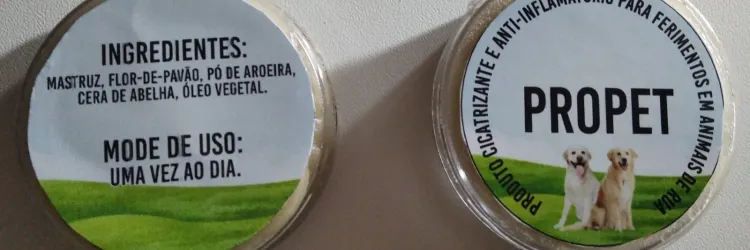 INGREDIENTES:
MASTRUZ, FLOR-DE-PAVÃO, PÓ DE AROEIRA,
CERA DE ABELHA, ÓLEO VEGETAL.
MODE DE USO:
UMA VEZ AO DIA.
PRODUTO CICATRIZANTE E ANTI-INFLAMATÓRIO PARA FERIMENTOS EM ANIMAIS DE RUA
PROPET